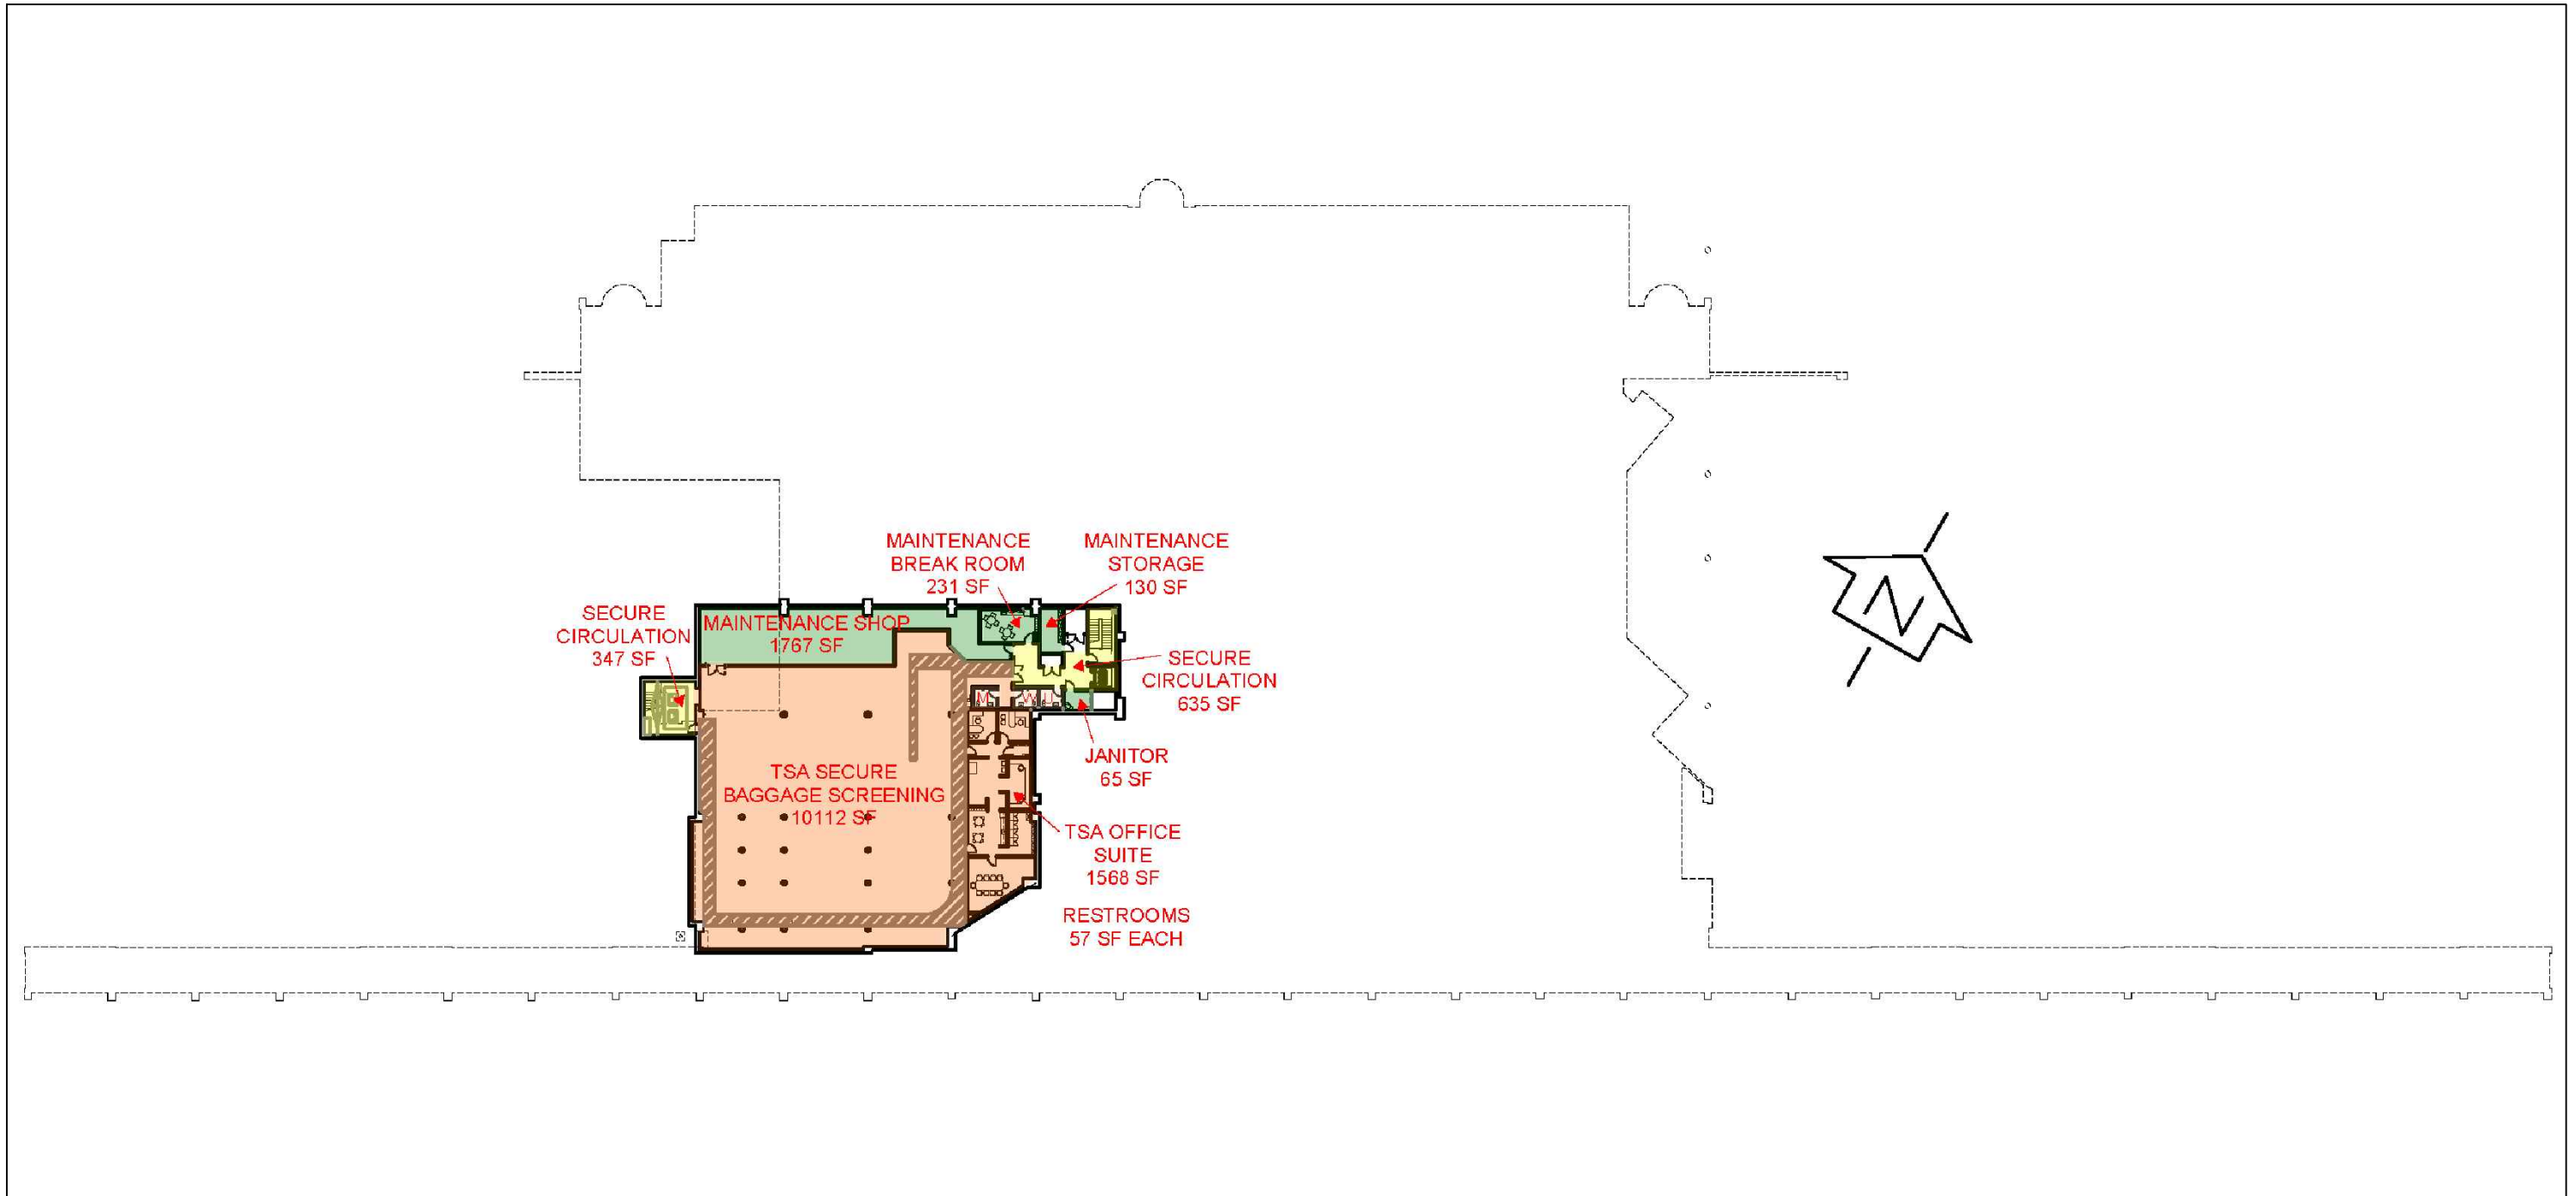 MAINTENANCE
BREAK ROOM
231 SF
MAINTENANCE
STORAGE
130 SF
SECURE
CIRCULATION
347 SF
MAINTENANCE SHOP
1767 SF
SECURE
CIRCULATION
635 SF
M
W
U
JANITOR
65 SF
TSA SECURE
BAGGAGE SCREENING
10112 SF
TSA OFFICE
SUITE
1568 SF
RESTROOMS
57 SF EACH
N